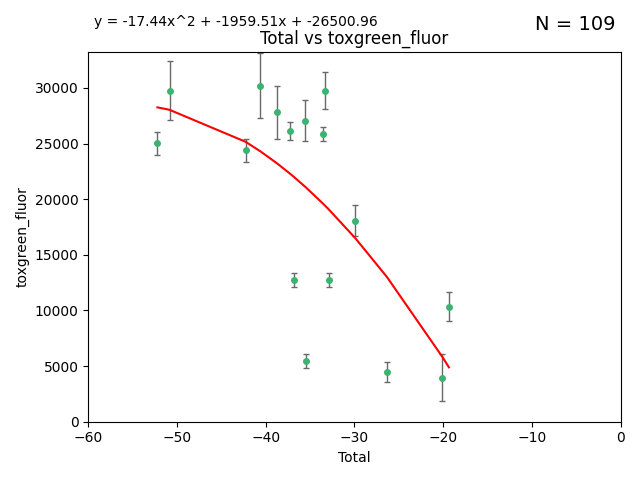 y = -17.44x^2 + -1959.51x + -26500.96
N = 109
Total vs toxgreen_fluor
30000
25000
20000
15000
10000
5000
0
toxgreen_fluor
−60 −50 −40 −30 −20 −10 0
Total